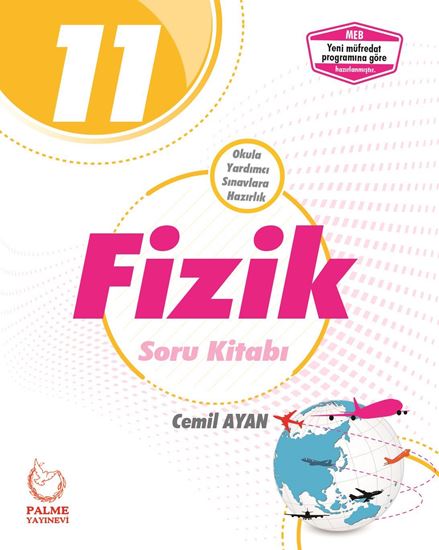 11
MEB
Yeni müfredat
programına göre
hazırlanmıştır.
Okula
Yardımcı
Sınavlara
Hazırlık
Fizik
Soru Kitabı
Cemil AYAN
PALME
YAYINEVİ